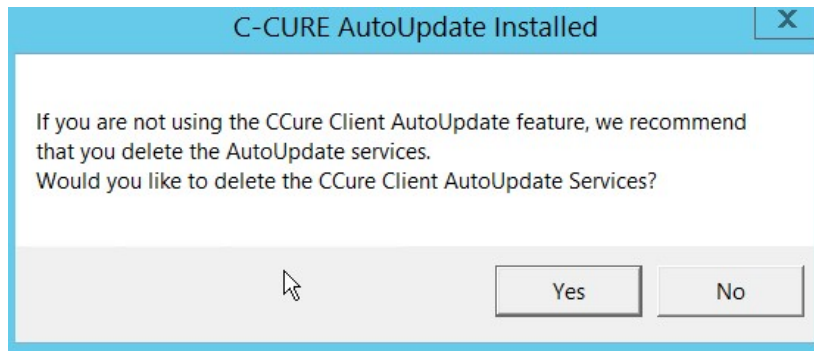 C-CURE AutoUpdate Installed
X
If you are not using the CCure Client AutoUpdate feature, we recommend
that you delete the AutoUpdate services.
Would you like to delete the CCure Client AutoUpdate Services?
Yes No